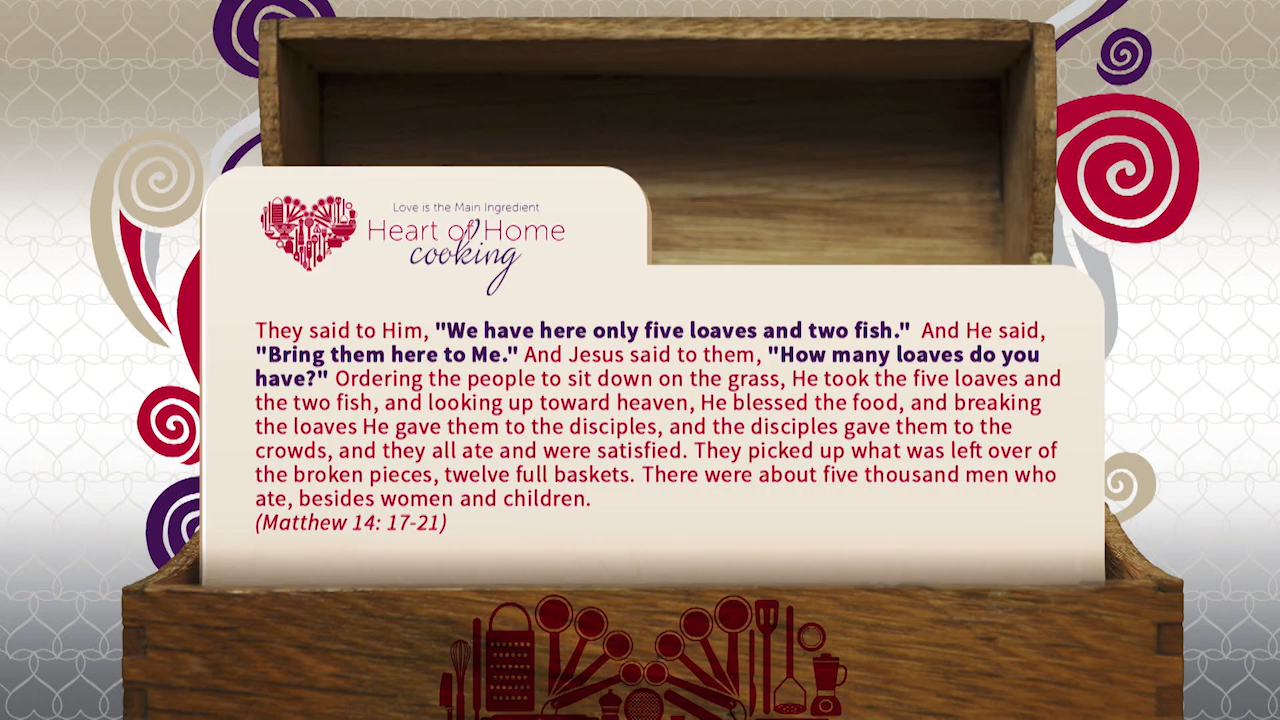 Love is the Main Ingredient
Heart of Home
cooking
They said to Him, "We have here only five loaves and two fish."  And He said,
"Bring them here to Me." And Jesus said to them, "How many loaves do you
have?" Ordering the people to sit down on the grass, He took the five loaves and
the two fish, and looking up toward heaven, He blessed the food, and breaking
the loaves He gave them to the disciples, and the disciples gave them to the
crowds, and they all ate and were satisfied. They picked up what was left over of
the broken pieces, twelve full baskets. There were about five thousand men who
ate, besides women and children.
(Matthew 14: 17-21)